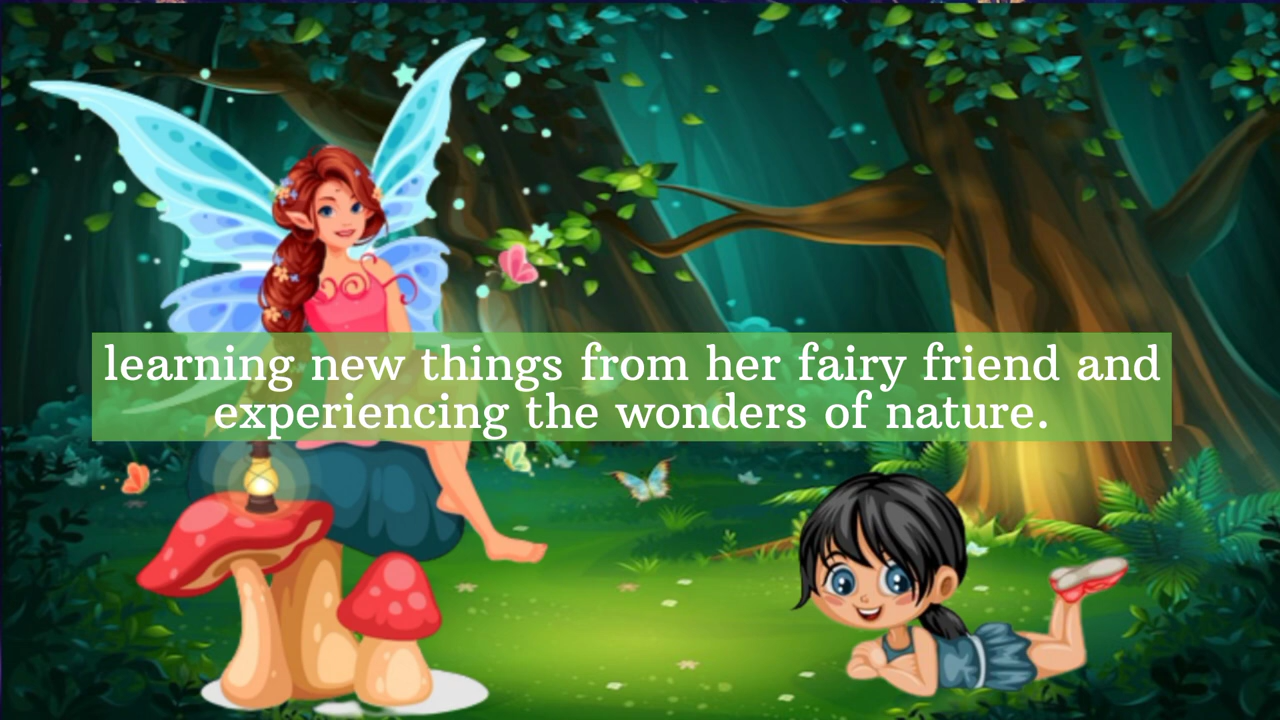 learning new things from her fairy friend and
experiencing the wonders of nature.